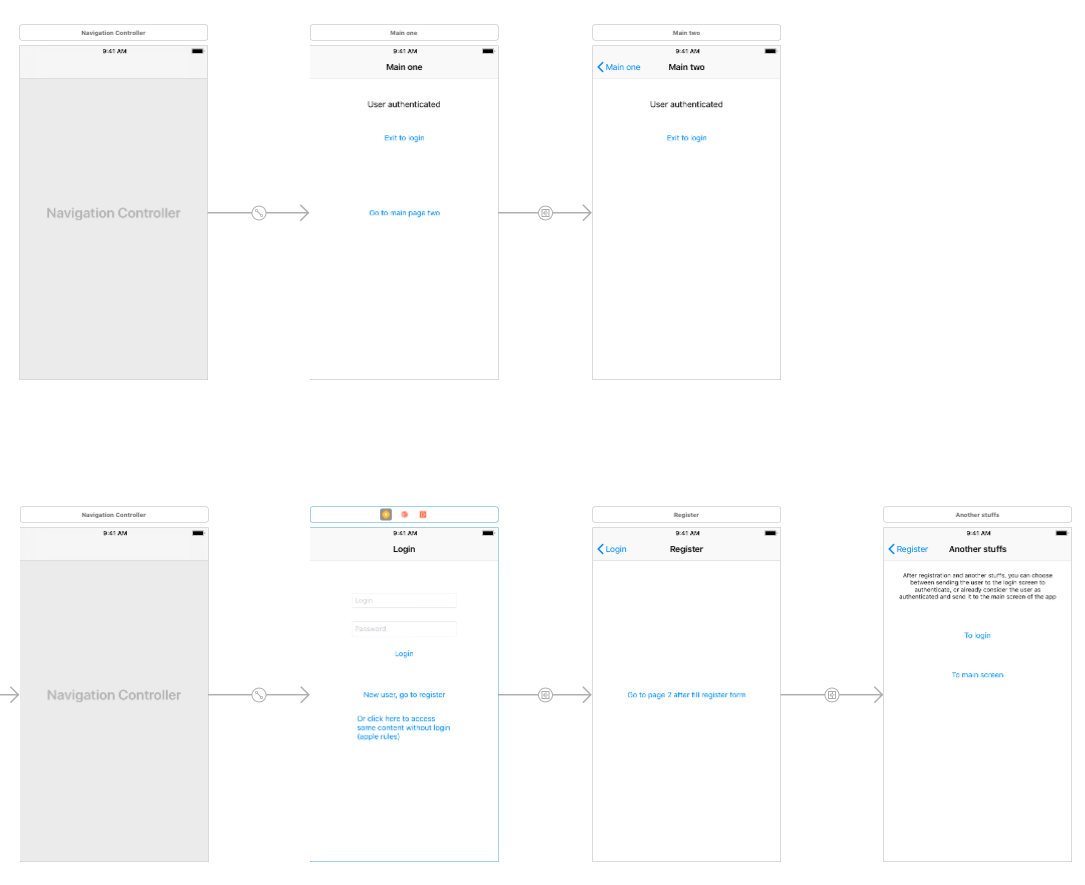 Navigation Controller
Main one
Main two
9:41 AM
9:41 AM
9:41 AM
Main one
Main one
Main two
User authenticated
User authenticated
Exit to login
Exit to login
Navigation Controller
Go to main page two
Navigation Controller
Register
Another stuffs
9:41 AM
9:41 AM
9:41 AM
9:41 AM
Login
Login
Register
Register
Another stuffs
After registration and another stuffs, you can choose
between sending the user to the login screen to
authenticate, or already consider the user as
authenticated and send it to the main screen of the app
Login
Password
To login
Login
To main screen
Navigation Controller
New user, go to register
Go to page 2 after fill register form
Or click here to access
some content without login
(apple rules)